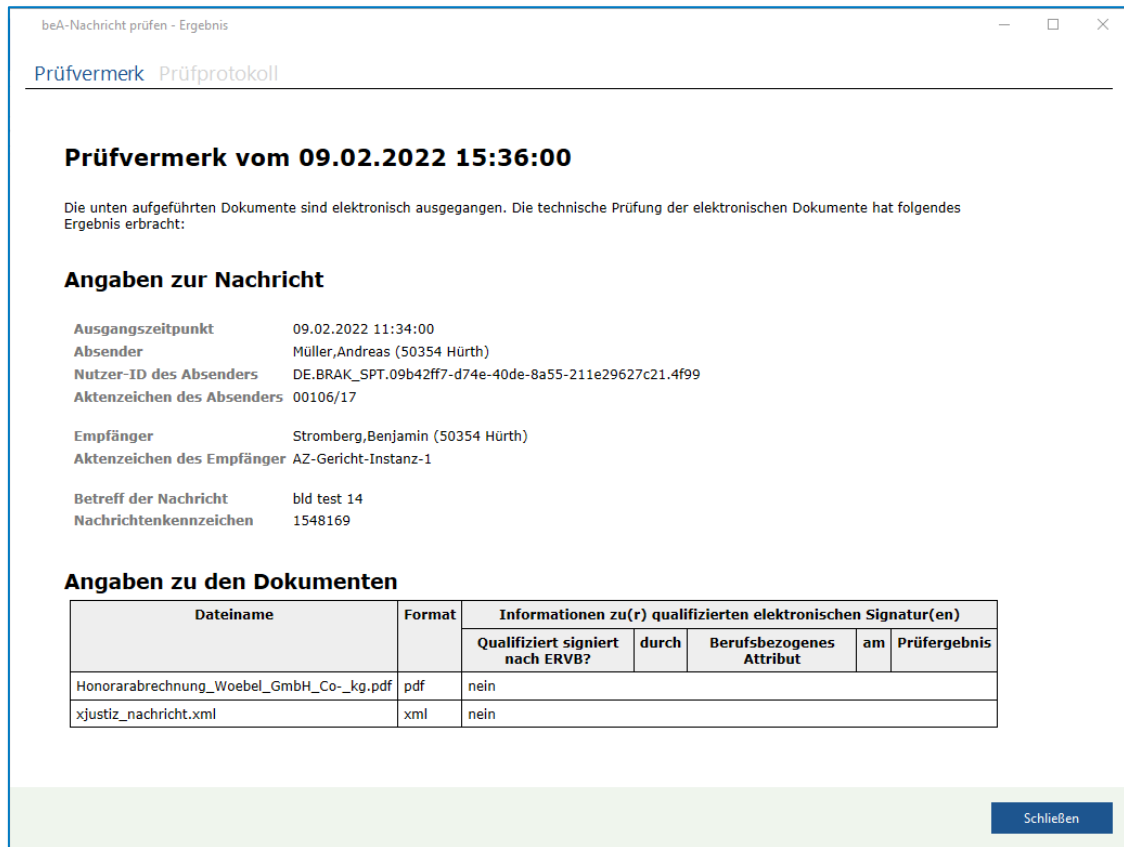 beA-Nachricht prüfen - Ergebnis
Prüfvermerk Prüfprotokoll
Prüfvermerk vom 09.02.2022 15:36:00
Die unten aufgeführten Dokumente sind elektronisch ausgegangen. Die technische Prüfung der elektronischen Dokumente hat folgendes
Ergebnis erbracht:
Angaben zur Nachricht
Ausgangszeitpunkt 09.02.2022 11:34:00
Absender Müller,Andreas (50354 Hürth)
Nutzer-ID des Absenders DE.BRAK_SPT.09b42ff7-d74e-40de-8a55-211e29627c21.4f99
Aktenzeichen des Absenders 00106/17
Empfänger Stromberg,Benjamin (50354 Hürth)
Aktenzeichen des Empfänger AZ-Gericht-Instanz-1
Betreff der Nachricht bld test 14
Nachrichtenkennzeichen 1548169
Angaben zu den Dokumenten
Dateiname Format Informationen zu(r) qualifizierten elektronischen Signatur(en)
Qualifiziert signiert nach ERVB? durch Berufsbezogenes Attribut am Prüfergebnis
Honorarabrechnung_Woebel_GmbH_Co-_kg.pdf pdf nein
xjustiz_nachricht.xml xml nein
Schließen